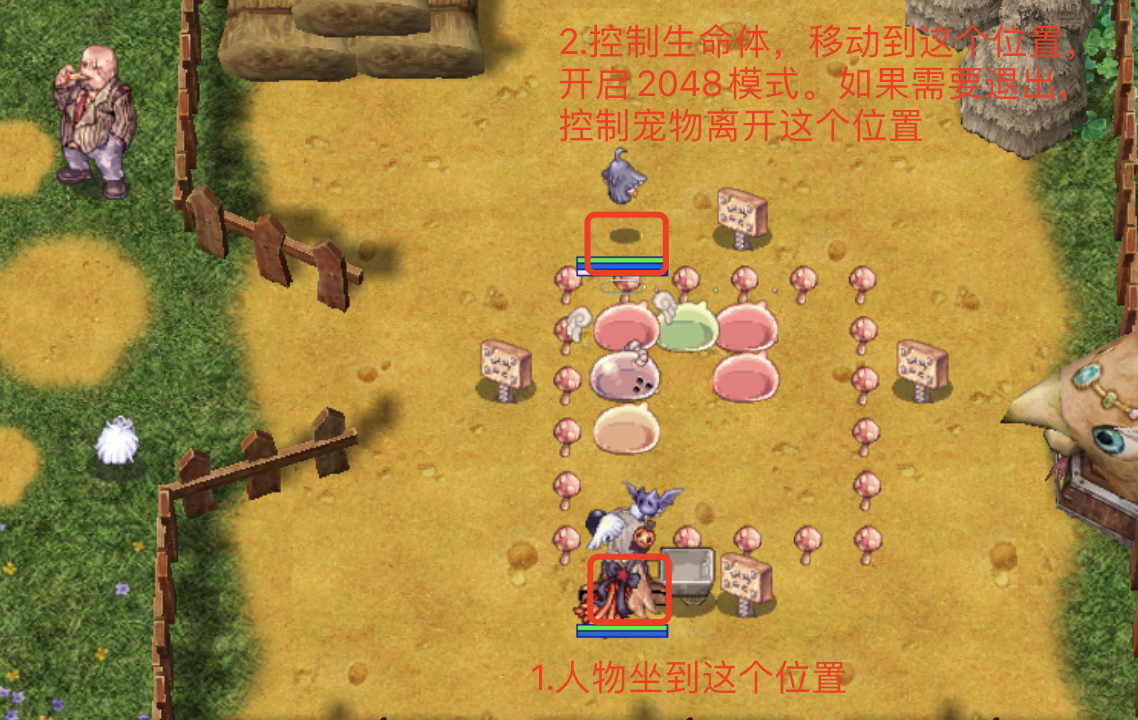 2.控制生命体，移动到这个位置，
开启2048模式。如果需要退出，
控制宠物离开这个位置
1.人物坐到这个位置